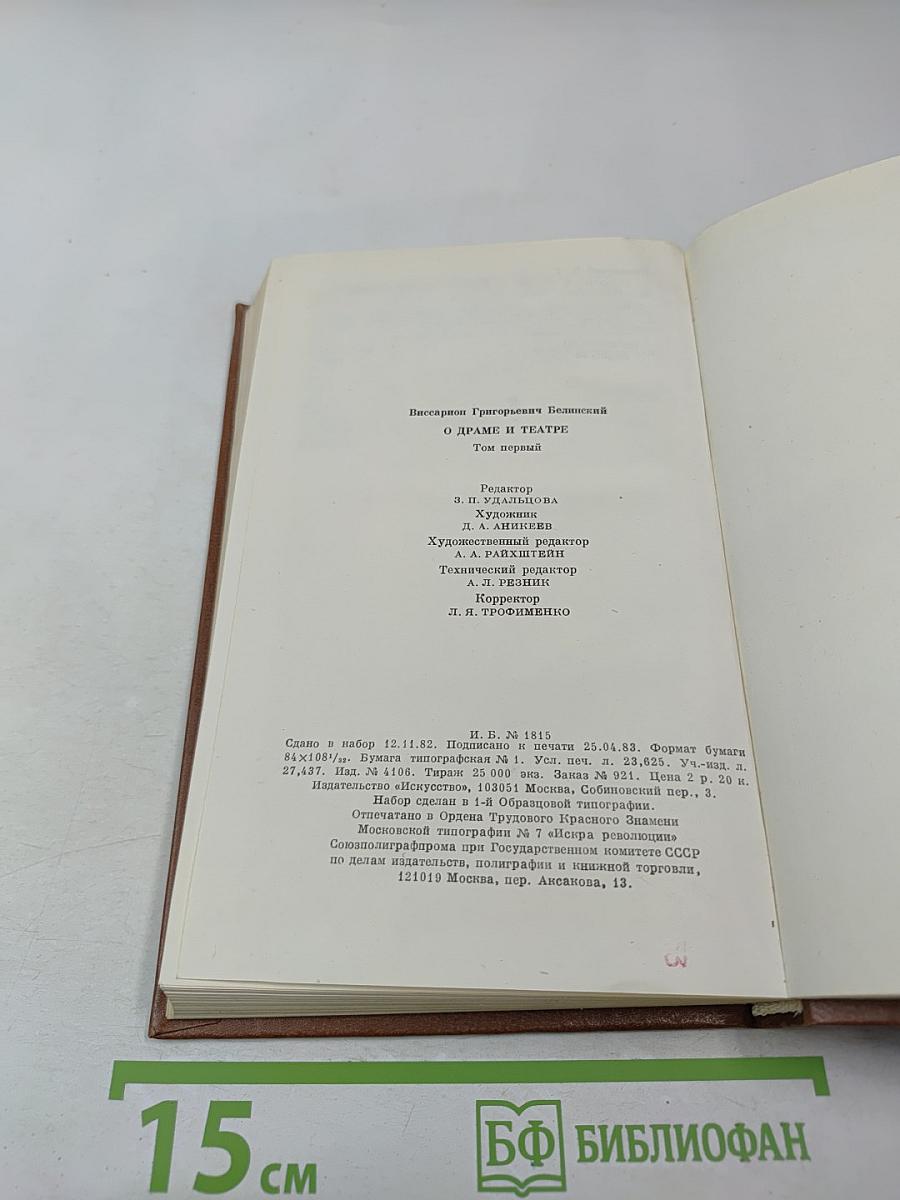 Виссарион Григорьевич Белинский
О ДРАМЕ И ТЕАТРЕ
Том первый
Редактор
З. П. УДАЛЬЦОВА
Художник
Д. А. АНИКЕЕВ
Художественный редактор
А. А. РАЙХШТЕЙН
Технический редактор
А. Л. РЕЗНИК
Корректор
Л. Я. ТРОФИМЕНКО
И. Б. № 1815
Сдано в набор 12.11.82. Подписано к печати 25.04.83. Формат бумаги
84×108¹/₃₂. Бумага типографская № 1. Усл. печ. л. 23,625. Уч.-изд. л.
27,437. Изд. № 4106. Тираж 25 000 экз. Заказ № 921. Цена 2 р. 20 к.
Издательство «Искусство», 103051 Москва, Собиновский пер., 3.
Набор сделан в 1-й Образцовой типографии.
Отпечатано в Ордена Трудового Красного Знамени
Московской типографии № 7 «Искра революции»
Союзполиграфпрома при Государственном комитете СССР
по делам издательств, полиграфии и книжной торговли,
121019 Москва, пер. Аксакова, 13.
15 см
БФ БИБЛИОФАН